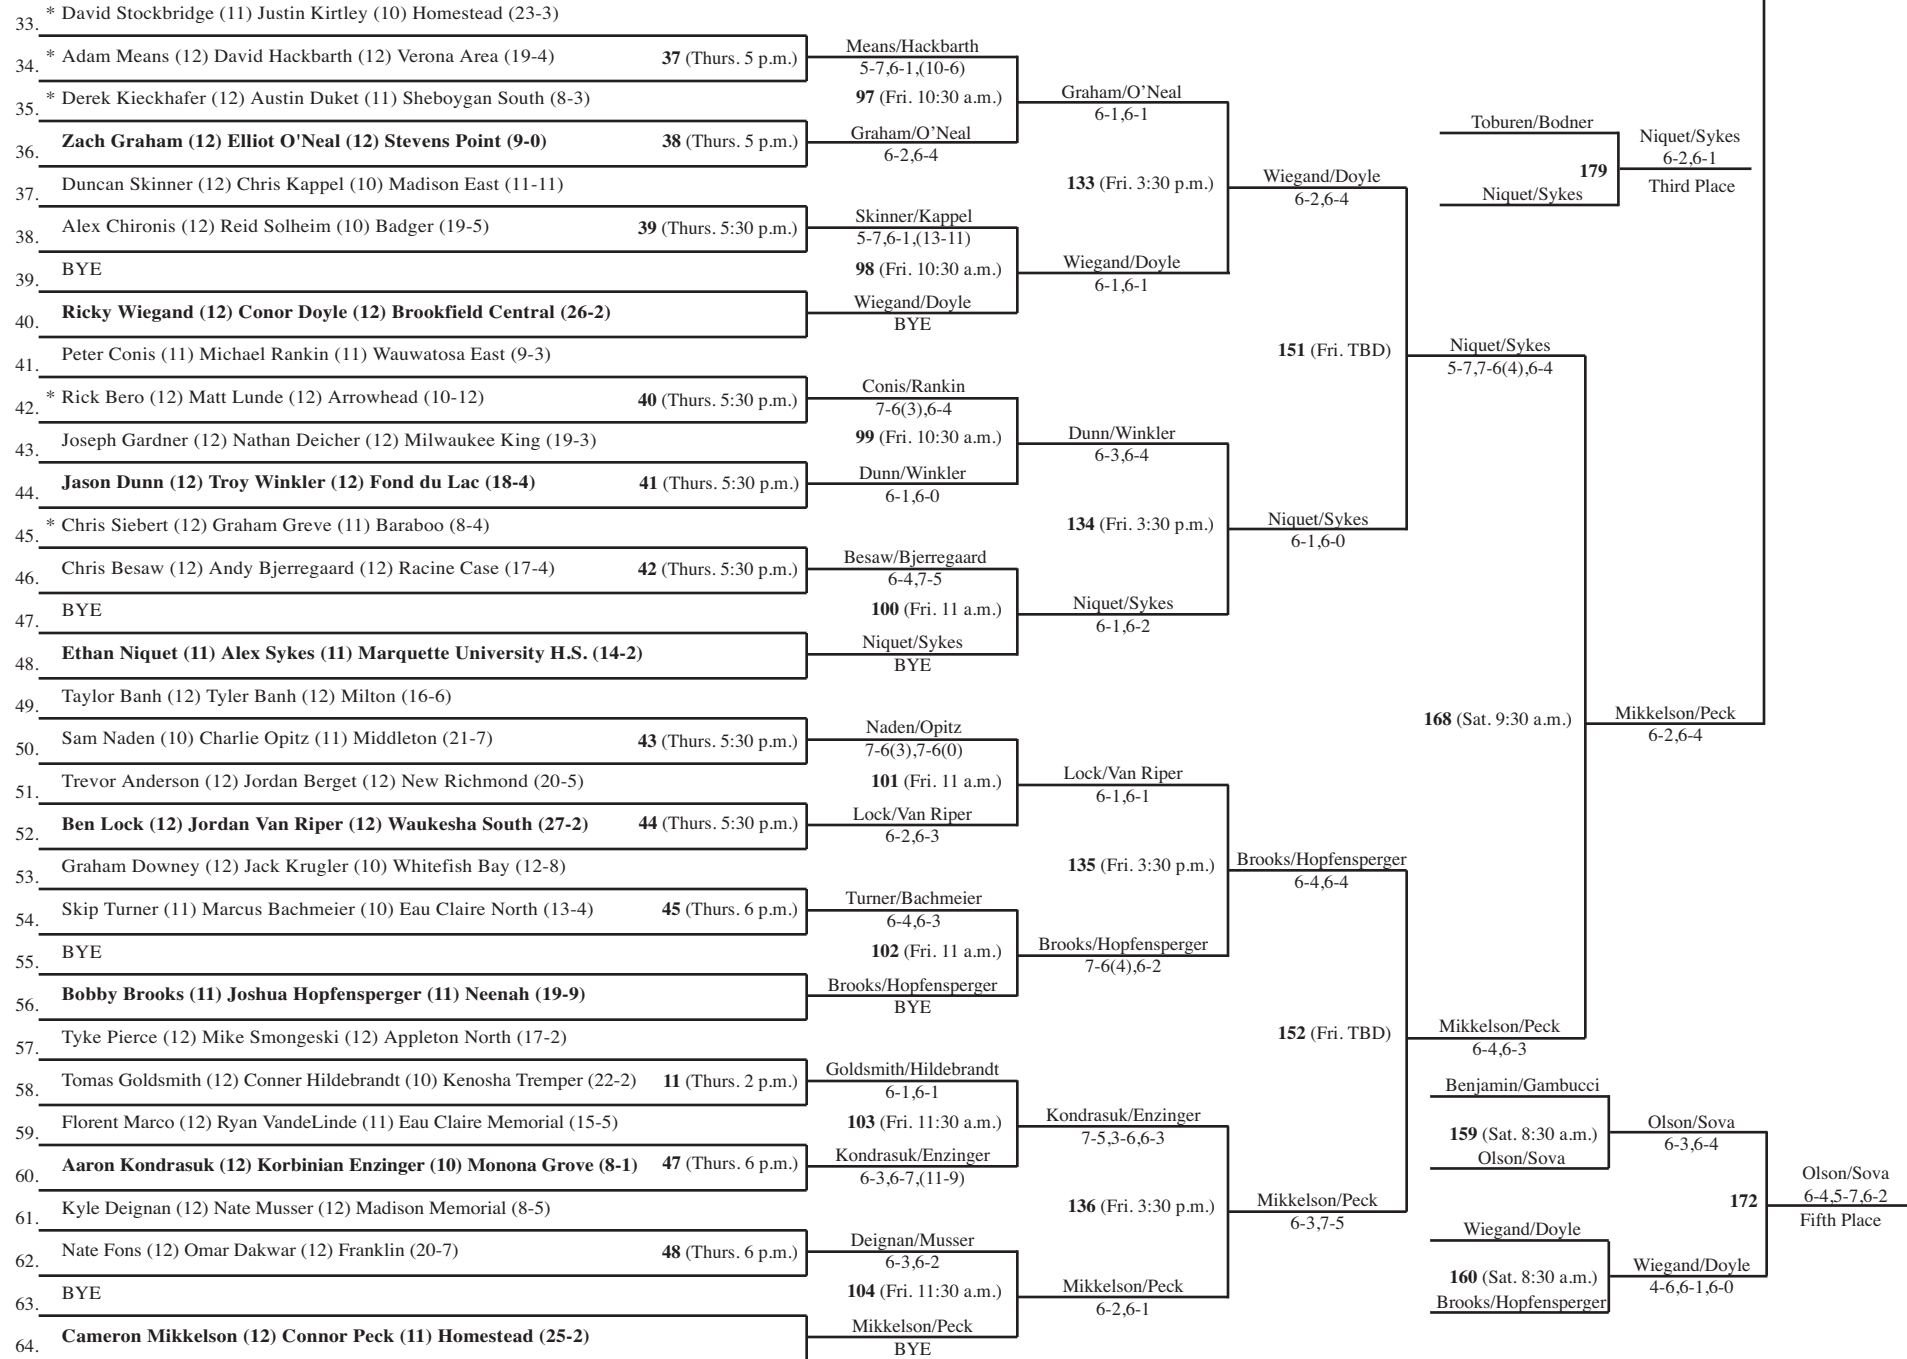 33. * David Stockbridge (11) Justin Kirtley (10) Homestead (23-3)
34. * Adam Means (12) David Hackbarth (12) Verona Area (19-4) 37 (Thurs. 5 p.m.)
35. * Derek Kieckhafer (12) Austin Duket (11) Sheboygan South (8-3)
36. Zach Graham (12) Elliot O'Neal (12) Stevens Point (9-0) 38 (Thurs. 5 p.m.)
37. Duncan Skinner (12) Chris Kappel (10) Madison East (11-11)
38. Alex Chironis (12) Reid Solheim (10) Badger (19-5) 39 (Thurs. 5:30 p.m.)
39. BYE
40. Ricky Wiegand (12) Conor Doyle (12) Brookfield Central (26-2)
41. Peter Conis (11) Michael Rankin (11) Wauwatosa East (9-3)
42. * Rick Bero (12) Matt Lunde (12) Arrowhead (10-12) 40 (Thurs. 5:30 p.m.)
43. Joseph Gardner (12) Nathan Deicher (12) Milwaukee King (19-3)
44. Jason Dunn (12) Troy Winkler (12) Fond du Lac (18-4) 41 (Thurs. 5:30 p.m.)
45. * Chris Siebert (12) Graham Greve (11) Baraboo (8-4)
46. Chris Besaw (12) Andy Bjerregaard (12) Racine Case (17-4) 42 (Thurs. 5:30 p.m.)
47. BYE
48. Ethan Niquet (11) Alex Sykes (11) Marquette University H.S. (14-2)
49. Taylor Banh (12) Tyler Banh (12) Milton (16-6)
50. Sam Naden (10) Charlie Opitz (11) Middleton (21-7) 43 (Thurs. 5:30 p.m.)
51. Trevor Anderson (12) Jordan Berget (12) New Richmond (20-5)
52. Ben Lock (12) Jordan Van Riper (12) Waukesha South (27-2) 44 (Thurs. 5:30 p.m.)
53. Graham Downey (12) Jack Krugler (10) Whitefish Bay (12-8)
54. Skip Turner (11) Marcus Bachmeier (10) Eau Claire North (13-4) 45 (Thurs. 6 p.m.)
55. BYE
56. Bobby Brooks (11) Joshua Hopfensperger (11) Neenah (19-9)
57. Tyke Pierce (12) Mike Smongeski (12) Appleton North (17-2)
58. Tomas Goldsmith (12) Conner Hildebrandt (10) Kenosha Tremper (22-2) 11 (Thurs. 2 p.m.)
59. Florent Marco (12) Ryan VandeLinde (11) Eau Claire Memorial (15-5)
60. Aaron Kondrasuk (12) Korbinian Enzinger (10) Monona Grove (8-1) 47 (Thurs. 6 p.m.)
61. Kyle Deignan (12) Nate Musser (12) Madison Memorial (8-5)
62. Nate Fons (12) Omar Dakwar (12) Franklin (20-7) 48 (Thurs. 6 p.m.)
63. BYE
64. Cameron Mikkelson (12) Connor Peck (11) Homestead (25-2)
Means/Hackbarth
5-7,6-1,(10-6)
97 (Fri. 10:30 a.m.)
Graham/O'Neal
6-2,6-4
Skinner/Kappel
5-7,6-1,(13-11)
98 (Fri. 10:30 a.m.)
Wiegand/Doyle
BYE
Conis/Rankin
7-6(3),6-4
99 (Fri. 10:30 a.m.)
Dunn/Winkler
6-1,6-0
Besaw/Bjerregaard
6-4,7-5
100 (Fri. 11 a.m.)
Niquet/Sykes
BYE
Naden/Opitz
7-6(3),7-6(0)
101 (Fri. 11 a.m.)
Lock/Van Riper
6-2,6-3
Turner/Bachmeier
6-4,6-3
102 (Fri. 11 a.m.)
Brooks/Hopfensperger
BYE
Goldsmith/Hildebrandt
6-1,6-1
103 (Fri. 11:30 a.m.)
Kondrasuk/Enzinger
6-3,6-7,(11-9)
Deignan/Musser
6-3,6-2
104 (Fri. 11:30 a.m.)
Mikkelson/Peck
BYE
Graham/O'Neal
6-1,6-1
133 (Fri. 3:30 p.m.)
Wiegand/Doyle
6-1,6-1
Dunn/Winkler
6-3,6-4
134 (Fri. 3:30 p.m.)
Niquet/Sykes
6-1,6-2
Lock/Van Riper
6-1,6-1
135 (Fri. 3:30 p.m.)
Brooks/Hopfensperger
7-6(4),6-2
Kondrasuk/Enzinger
7-5,3-6,6-3
136 (Fri. 3:30 p.m.)
Mikkelson/Peck
6-2,6-1
Wiegand/Doyle
6-2,6-4
151 (Fri. TBD)
Niquet/Sykes
6-1,6-0
Brooks/Hopfensperger
6-4,6-4
152 (Fri. TBD)
Mikkelson/Peck
6-3,7-5
Niquet/Sykes
5-7,7-6(4),6-4
168 (Sat. 9:30 a.m.)
Mikkelson/Peck
6-4,6-3
Mikkelson/Peck
6-2,6-4
Toburen/Bodner
179
Niquet/Sykes
Niquet/Sykes
6-2,6-1
Third Place
Benjamin/Gambucci
159 (Sat. 8:30 a.m.)
Olson/Sova
Olson/Sova
6-3,6-4
172
Wiegand/Doyle
160 (Sat. 8:30 a.m.)
Brooks/Hopfensperger
Wiegand/Doyle
4-6,6-1,6-0
Olson/Sova
6-4,5-7,6-2
Fifth Place